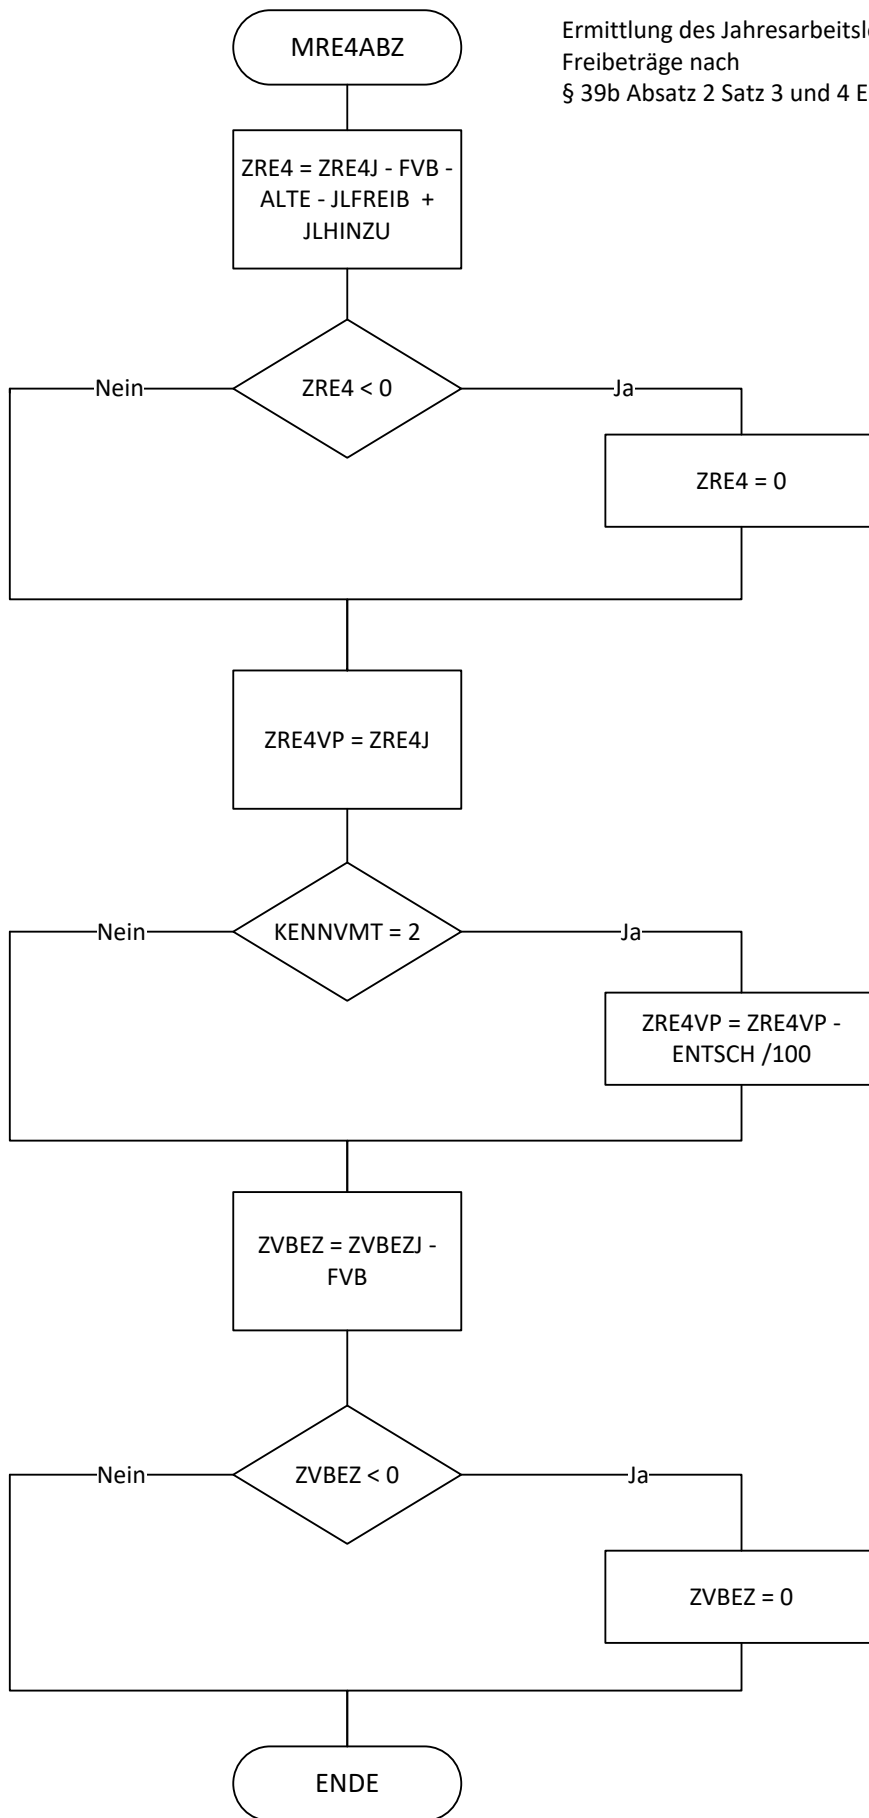 MRE4ABZ
Ermittlung des
Freibeträge nach
§ 39b Absatz 2 Satz 3 und 4
ZRE4 = ZRE4J - FVB -
ALTE - JLFREIB +
JLHINZU
ZRE4 < 0
Nein
Ja
ZRE4 = 0
ZRE4VP = ZRE4J
KENNVMT = 2
Nein
Ja
ZRE4VP = ZRE4VP -
ENTSCH /100
ZVBEZ = ZVBEZJ -
FVB
ZVBEZ < 0
Nein
Ja
ZVBEZ = 0
ENDE